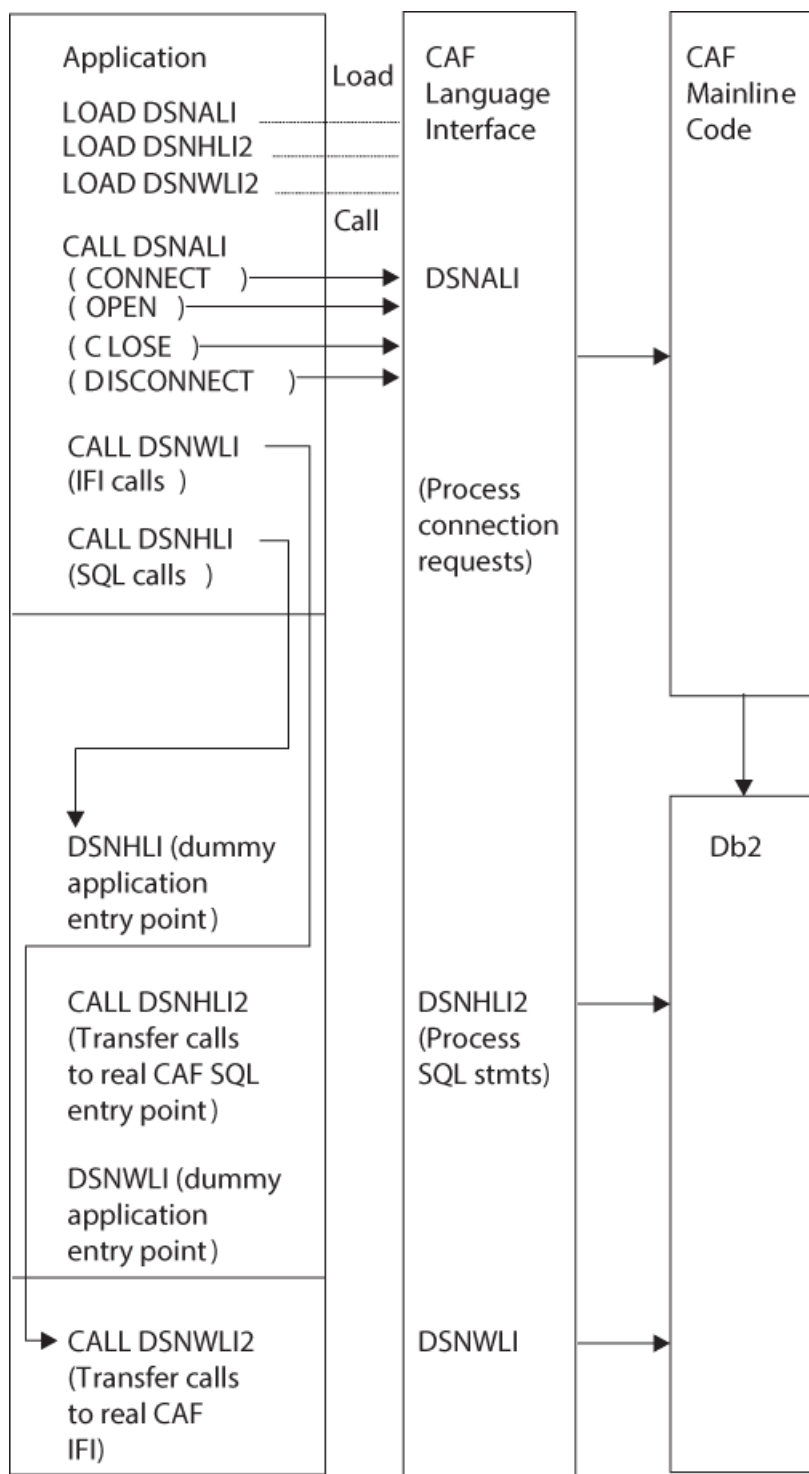 Application
LOAD DSNALI
LOAD DSNHLI2
LOAD DSNWLI2
CALL DSNALI
( CONNECT )
( OPEN )
( C LOSE )
( DISCONNECT )
CALL DSNWLI
(IFI calls )
CALL DSNHLI
(SQL calls )
DSNHLI (dummy
application
entry point)
CALL DSNHLI2
(Transfer calls
to real CAF SQL
entry point)
DSNWLI (dummy
application
entry point)
CALL DSNWLI2
(Transfer calls
to real CAF
IFI)
Load
Call
CAF
Language
Interface
DSNALI
(Process
connection
requests)
DSNHLI2
(Process
SQL stmts)
DSNWLI
CAF
Mainline
Code
Db2